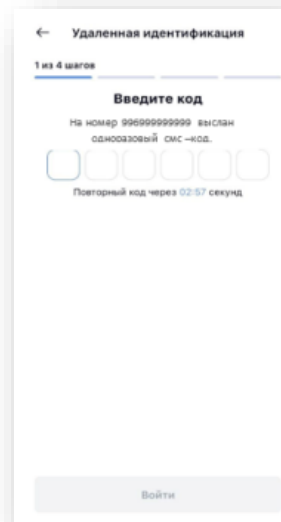 ← Удаленная идентификация
1 из 4 шагов
Введите код
На номер 996999999999 выслан
одноразовый смс –код.
Повторный код через 02:57 секунд
Войти